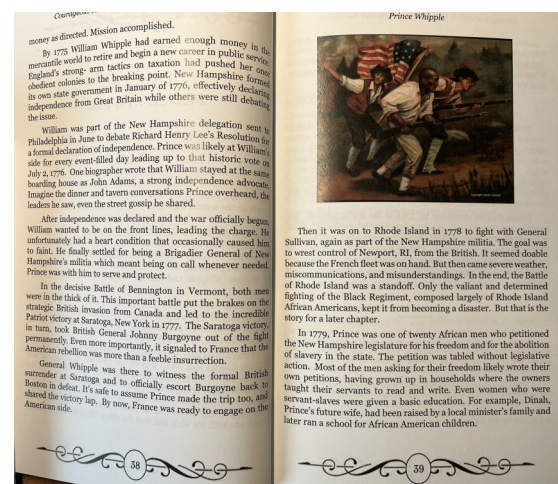 Courageous
money as directed. Mission accomplished.
By 1775 William Whipple had earned enough money in the
mercantile world to retire and begin a new career in public service.
England's strong- arm tactics on taxation had pushed her once
obedient colonies to the breaking point. New Hampshire formed
its own state government in January of 1776, effectively declaring
independence from Great Britain while others were still debating
the issue.
William was part of the New Hampshire delegation sent to
Philadelphia in June to debate Richard Henry Lee's Resolution for
a formal declaration of independence. Prince was likely at William's
side for every event-filled day leading up to that historic vote on
July 2, 1776. One biographer wrote that William stayed at the same
boarding house as John Adams, a strong independence advocate.
Imagine the dinner and tavern conversations Prince overheard, the
leaders he saw, even the street gossip he shared.
After independence was declared and the war officially begun,
William wanted to be on the front lines, leading the charge. He
unfortunately had a heart condition that occasionally caused him
to faint. He finally settled for being a Brigadier General of New
Hampshire's militia which meant being on call whenever needed.
Prince was with him to serve and protect.
In the decisive Battle of Bennington in Vermont, both men
were in the thick of it. This important battle put the brakes on the
strategic British invasion from Canada and led to the incredible
Patriot victory at Saratoga, New York in 1777. The Saratoga victory,
in turn, took British General Johnny Burgoyne out of the fight
permanently. Even more importantly, it signaled to France that the
American rebellion was more than a feeble insurrection.
General Whipple was there to witness the formal British
surrender at Saratoga and to officially escort Burgoyne back to
Boston in defeat. It's safe to assume Prince made the trip too, and
shared the victory lap. By now, France was ready to engage on the
American side.
38
Prince Whipple
Then it was on to Rhode Island in 1778 to fight with General
Sullivan, again as part of the New Hampshire militia. The goal was
to wrest control of Newport, RI, from the British. It seemed doable
because the French fleet was on hand. But then came severe weather,
miscommunications, and misunderstandings. In the end, the Battle
of Rhode Island was a standoff. Only the valiant and determined
fighting of the Black Regiment, composed largely of Rhode Island
African Americans, kept it from becoming a disaster. But that is the
story for a later chapter.
In 1779, Prince was one of twenty African men who petitioned
the New Hampshire legislature for his freedom and for the abolition
of slavery in the state. The petition was tabled without legislative
action. Most of the men asking for their freedom likely wrote their
own petitions, having grown up in households where the owners
taught their servants to read and write. Even women who were
servant-slaves were given a basic education. For example, Dinah,
Prince's future wife, had been raised by a local minister's family and
later ran a school for African American children.
39